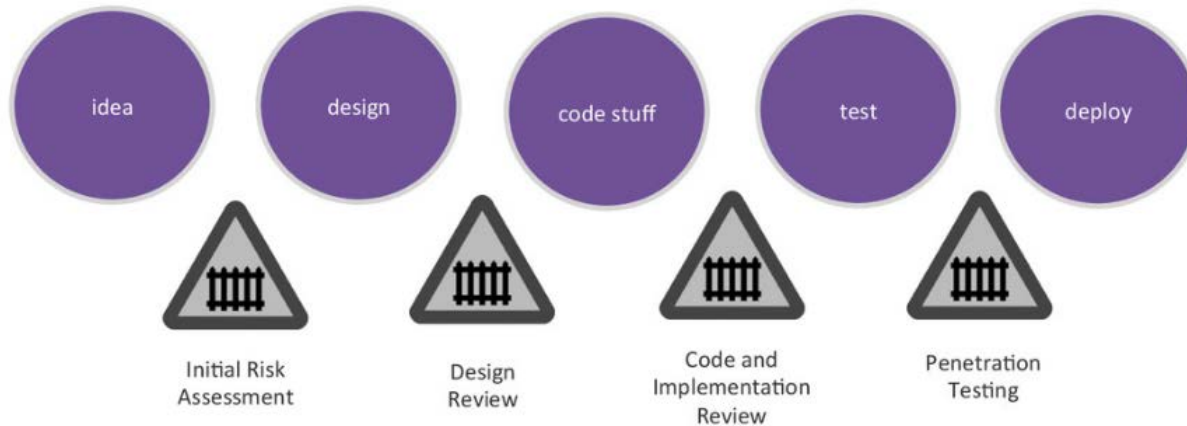 idea
design
code stuff
test
deploy
Initial Risk
Assessment
Design
Review
Code and
Implementation
Review
Penetration
Testing